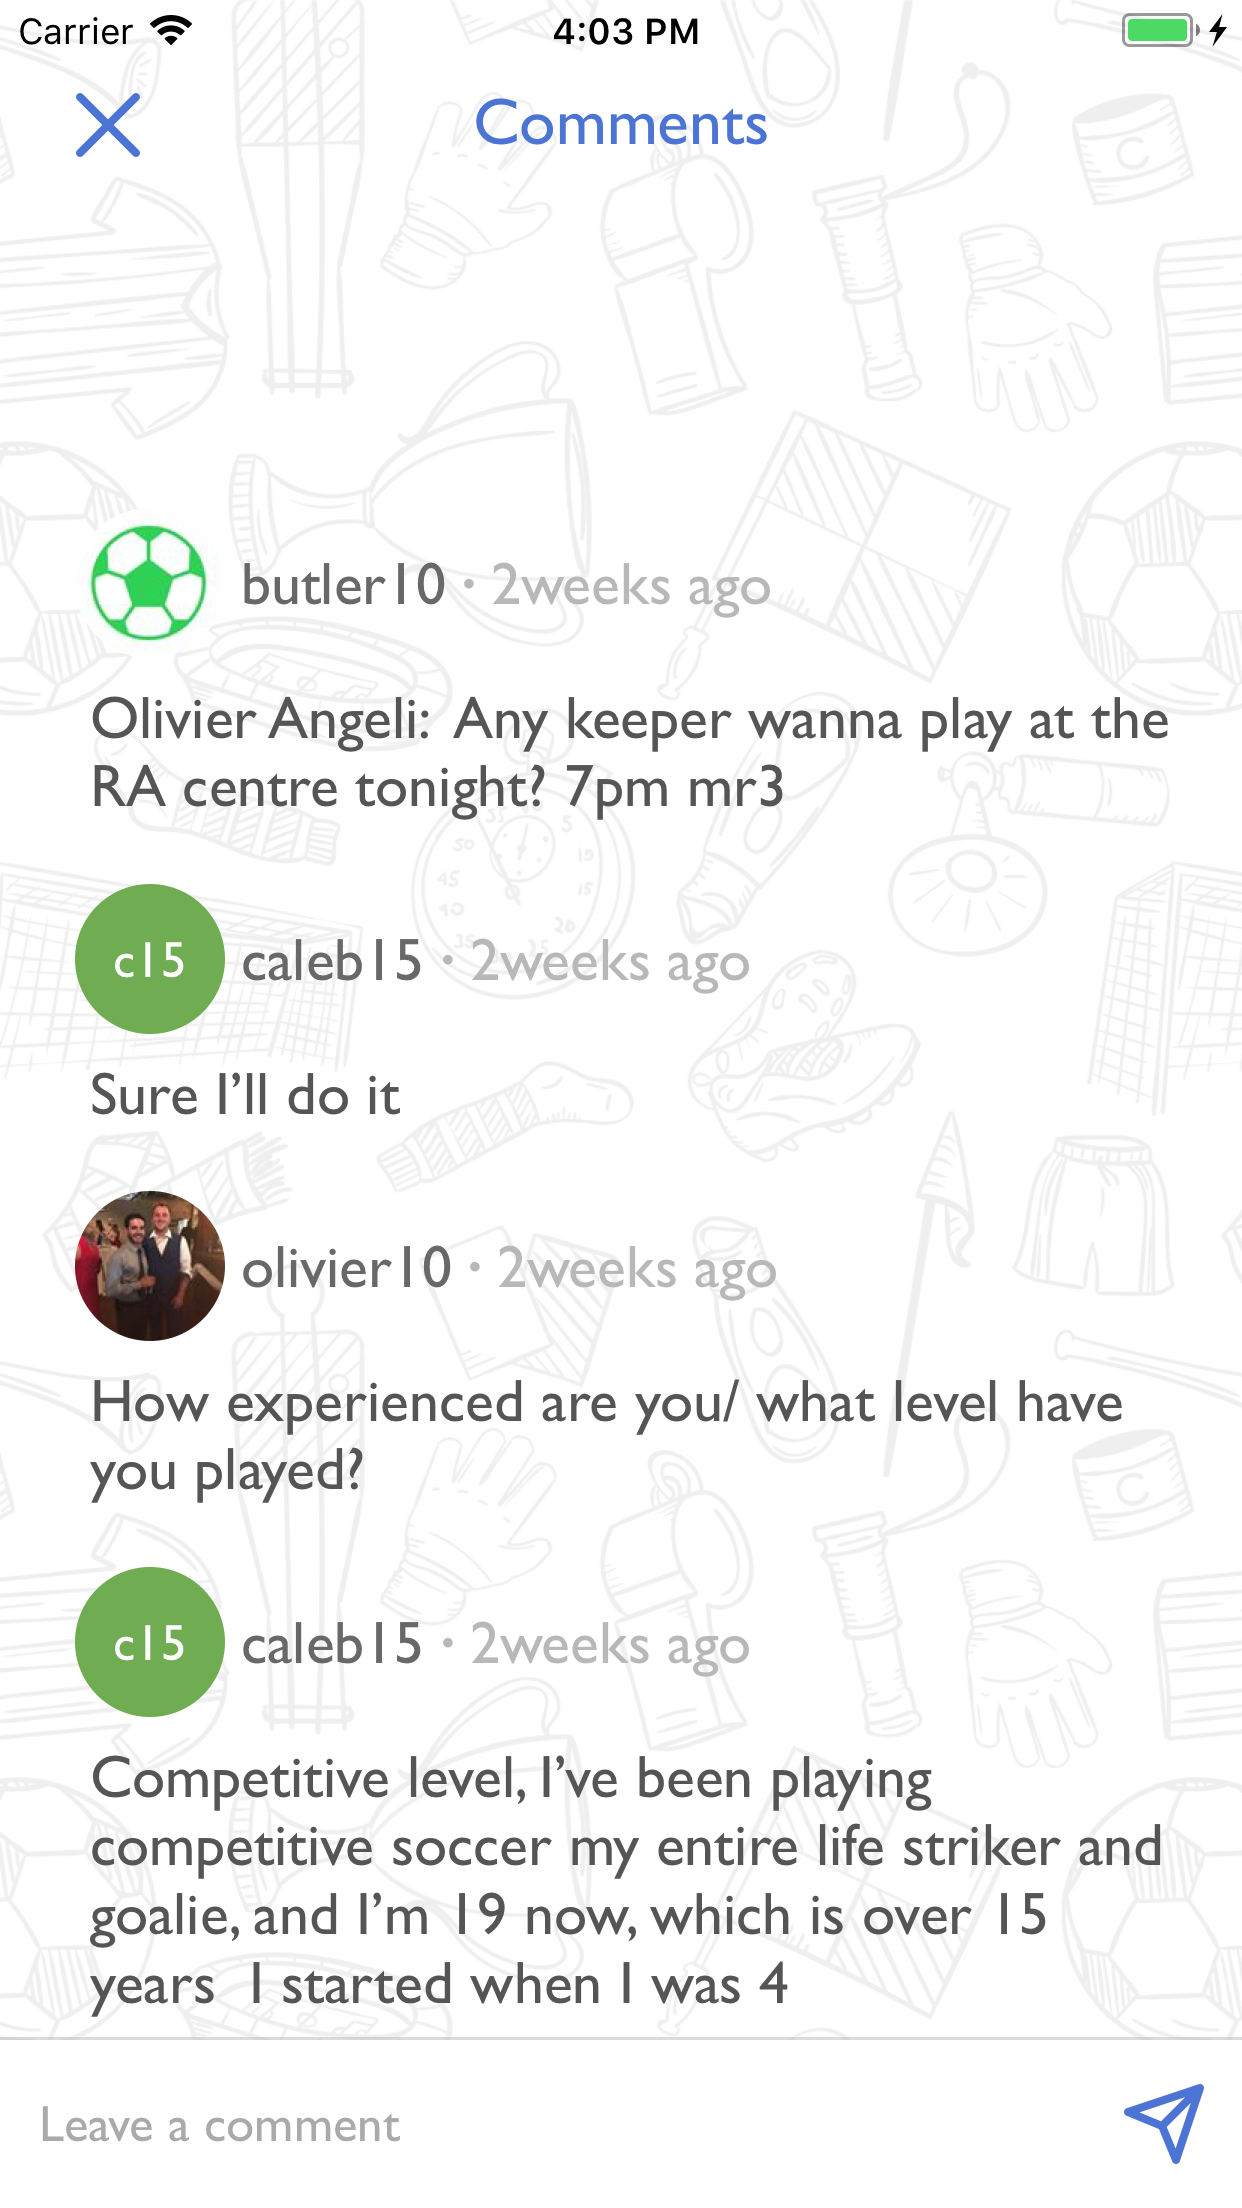 Carrier 4:03 PM
Comments
butler10 · 2weeks ago
Olivier Angeli:  Any keeper wanna play at the
RA centre tonight? 7pm mr3
c15 caleb15 · 2weeks ago
Sure I’ll do it
olivier10 · 2weeks ago
How experienced are you/ what level have
you played?
c15 caleb15 · 2weeks ago
Competitive level, I’ve been playing
competitive soccer my entire life striker and
goalie, and I’m 19 now, which is over 15
years  I started when I was 4
Leave a comment